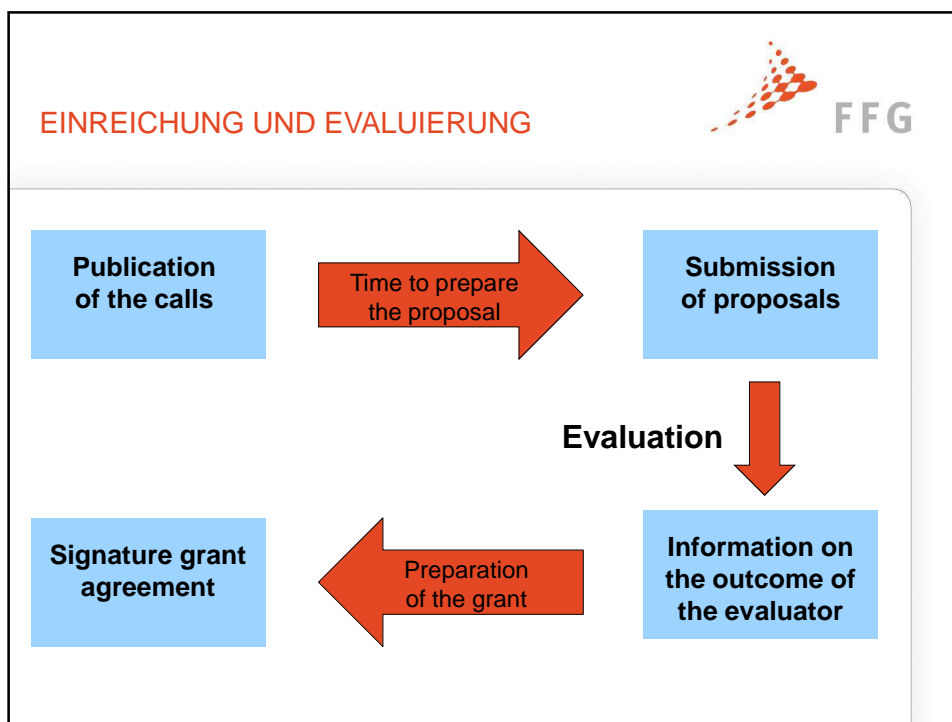 EINREICHUNG UND EVALUIERUNG
FFG
Publication
of the calls
Time to prepare
the proposal
Submission
of proposals
Evaluation
Information on
the outcome of
the evaluator
Preparation
of the grant
Signature grant
agreement